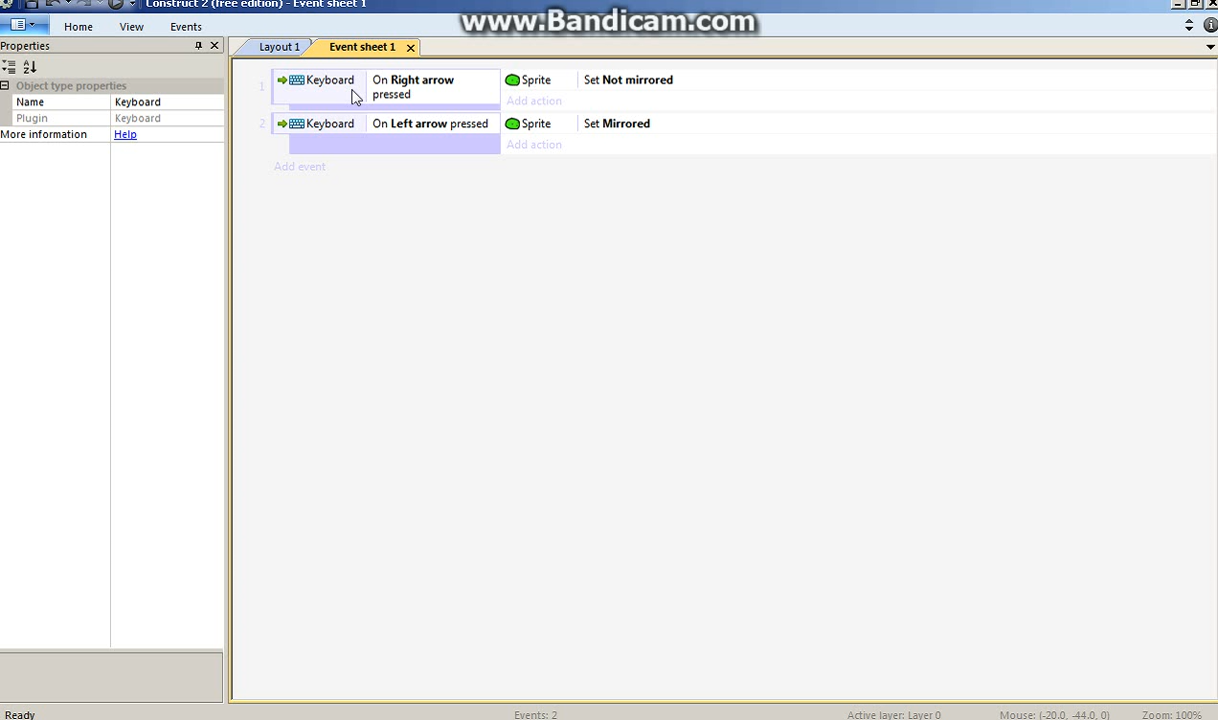 Construct 2 (free edition) - Event sheet 1
www.Bandicam.com
Home View Events
Properties
Layout 1 Event sheet 1
Object type properties
Name Keyboard
Plugin Keyboard
More information Help
1 Keyboard On Right arrow pressed Sprite Set Not mirrored
Add action
2 Keyboard On Left arrow pressed Sprite Set Mirrored
Add action
Add event
Ready Events: 2 Active layer: Layer 0 Mouse: (-20.0, -44.0, 0) Zoom: 100%